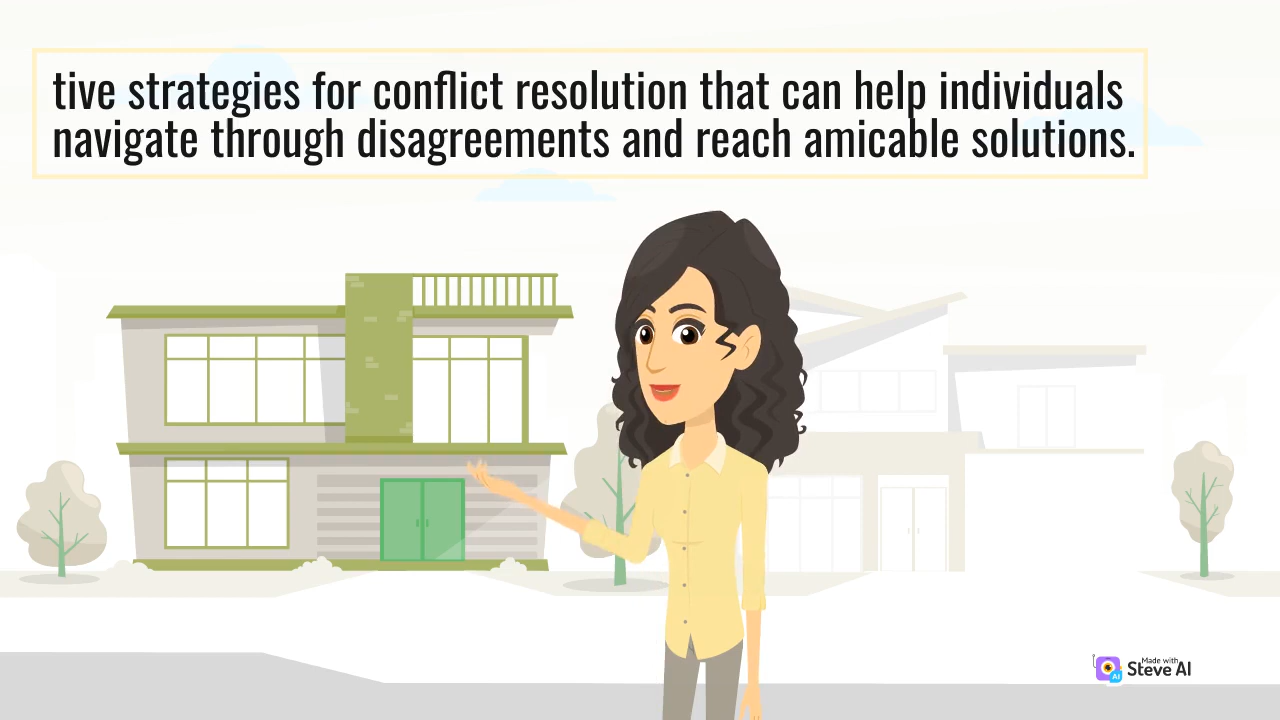 tive strategies for conflict resolution that can help individuals
navigate through disagreements and reach amicable solutions.
Made with
Steve AI
AI